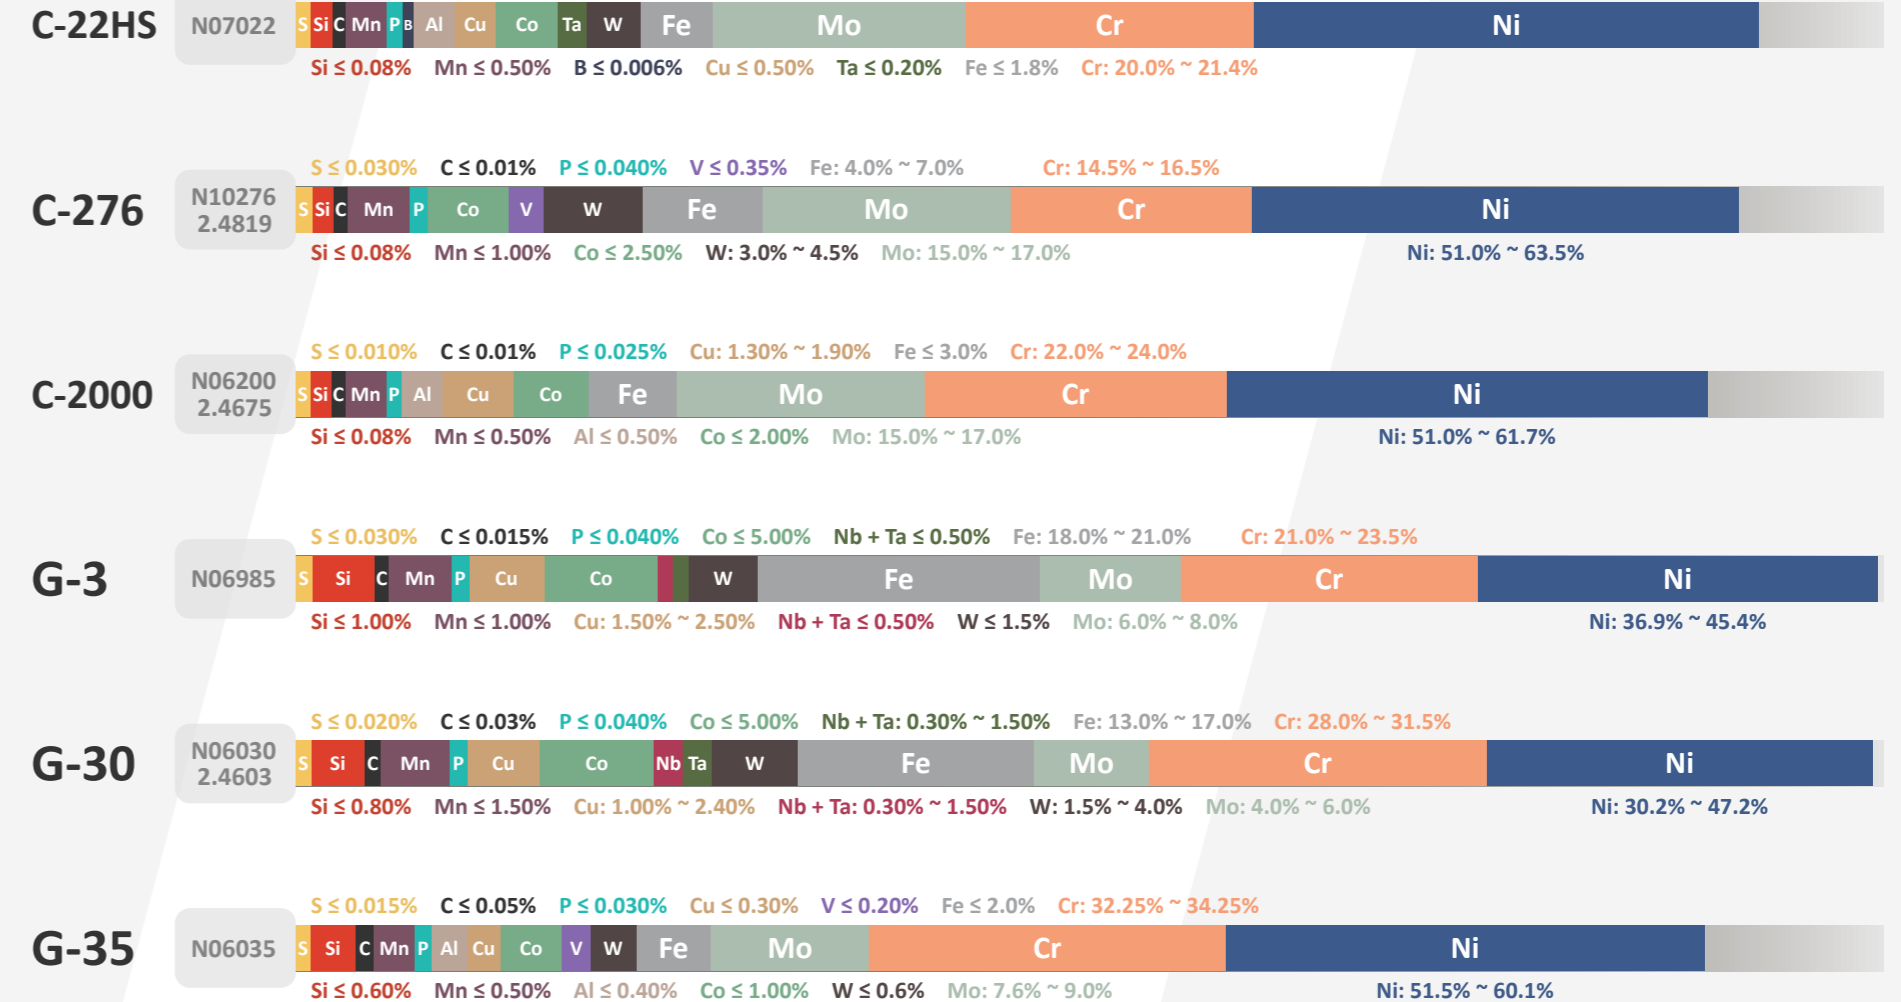 C-22HS N07022 S Si C Mn P B Al Cu Co Ta W Fe Mo Cr Ni
Si ≤ 0.08% Mn ≤ 0.50% B ≤ 0.006% Cu ≤ 0.50% Ta ≤ 0.20% Fe ≤ 1.8% Cr: 20.0% ~ 21.4%
S ≤ 0.030% C ≤ 0.01% P ≤ 0.040% V ≤ 0.35% Fe: 4.0% ~ 7.0% Cr: 14.5% ~ 16.5%
C-276 N10276 S Si C Mn P Co V W Fe Mo Cr Ni
2.4819
Si ≤ 0.08% Mn ≤ 1.00% Co ≤ 2.50% W: 3.0% ~ 4.5% Mo: 15.0% ~ 17.0% Ni: 51.0% ~ 63.5%
S ≤ 0.010% C ≤ 0.01% P ≤ 0.025% Cu: 1.30% ~ 1.90% Fe ≤ 3.0% Cr: 22.0% ~ 24.0%
C-2000 N06200 S Si C Mn P Al Cu Co Fe Mo Cr Ni
2.4675
Si ≤ 0.08% Mn ≤ 0.50% Al ≤ 0.50% Co ≤ 2.00% Mo: 15.0% ~ 17.0% Ni: 51.0% ~ 61.7%
S ≤ 0.030% C ≤ 0.015% P ≤ 0.040% Co ≤ 5.00% Nb + Ta ≤ 0.50% Fe: 18.0% ~ 21.0% Cr: 21.0% ~ 23.5%
G-3 N06985 S Si C Mn P Cu Co W Fe Mo Cr Ni
Si ≤ 1.00% Mn ≤ 1.00% Cu: 1.50% ~ 2.50% Nb + Ta ≤ 0.50% W ≤ 1.5% Mo: 6.0% ~ 8.0% Ni: 36.9% ~ 45.4%
S ≤ 0.020% C ≤ 0.03% P ≤ 0.040% Co ≤ 5.00% Nb + Ta: 0.30% ~ 1.50% Fe: 13.0% ~ 17.0% Cr: 28.0% ~ 31.5%
G-30 N06030 S Si C Mn P Cu Co Nb Ta W Fe Mo Cr Ni
2.4603
Si ≤ 0.80% Mn ≤ 1.50% Cu: 1.00% ~ 2.40% Nb + Ta: 0.30% ~ 1.50% W: 1.5% ~ 4.0% Mo: 4.0% ~ 6.0% Ni: 30.2% ~ 47.2%
S ≤ 0.015% C ≤ 0.05% P ≤ 0.030% Cu ≤ 0.30% V ≤ 0.20% Fe ≤ 2.0% Cr: 32.25% ~ 34.25%
G-35 N06035 S Si C Mn P Al Cu Co V W Fe Mo Cr Ni
Si ≤ 0.60% Mn ≤ 0.50% Al ≤ 0.40% Co ≤ 1.00% W ≤ 0.6% Mo: 7.6% ~ 9.0% Ni: 51.5% ~ 60.1%